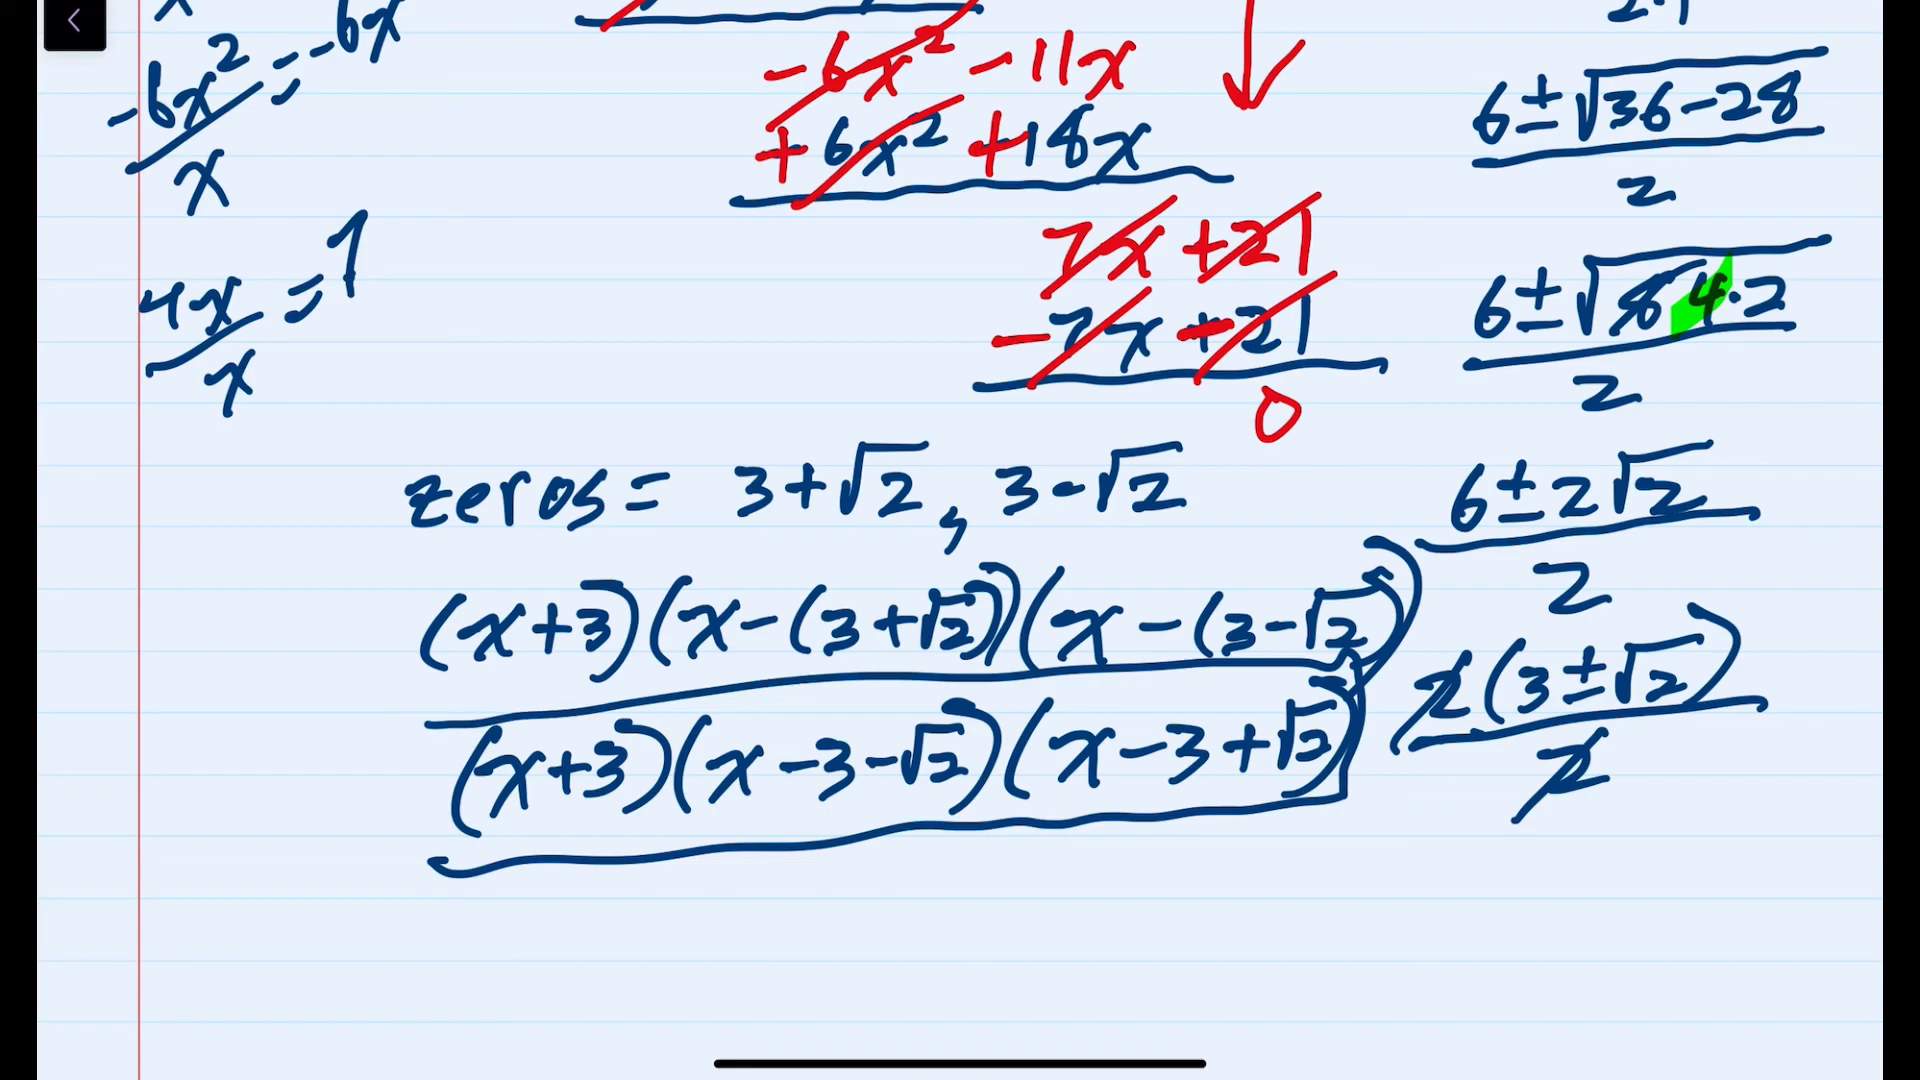 -6x² / x = -6x
4x / x = 7
-6x² - 11x
+6x² + 18x
7x + 21
-7x - 21
0
6 ± √36 - 28
2
6 ± √8 4·2
2
6 ± 2√2
2
2(3 ± √2)
2
zeros = 3+√2, 3-√2
(x+3)(x-(3+√2))(x-(3-√2))
(x+3)(x-3-√2)(x-3+√2)